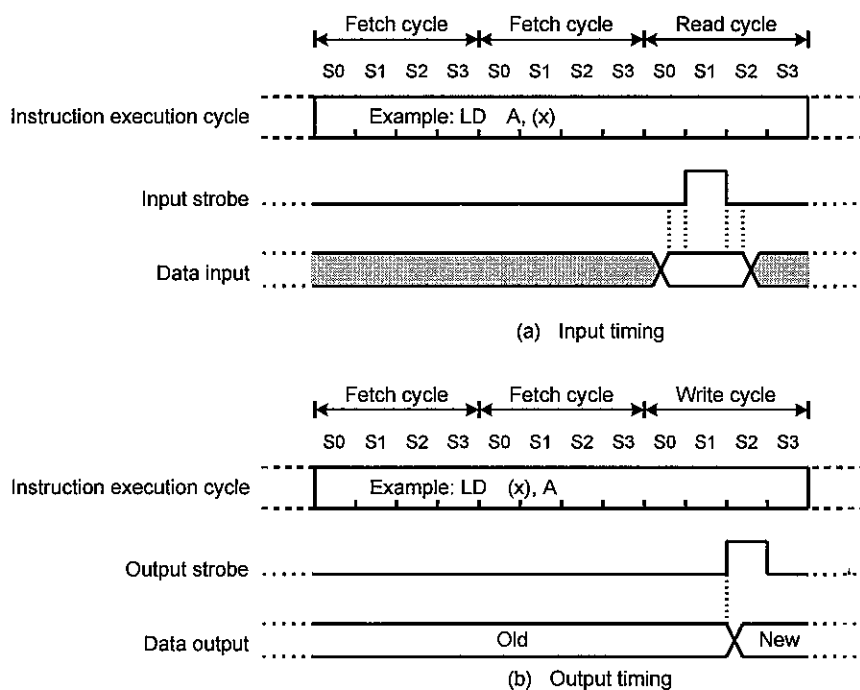 Fetch cycle Fetch cycle Read cycle
S0 S1 S2 S3 S0 S1 S2 S3 S0 S1 S2 S3
Instruction execution cycle Example: LD A, (x)
Input strobe
Data input
(a) Input timing
Fetch cycle Fetch cycle Write cycle
S0 S1 S2 S3 S0 S1 S2 S3 S0 S1 S2 S3
Instruction execution cycle Example: LD (x), A
Output strobe
Data output Old New
(b) Output timing